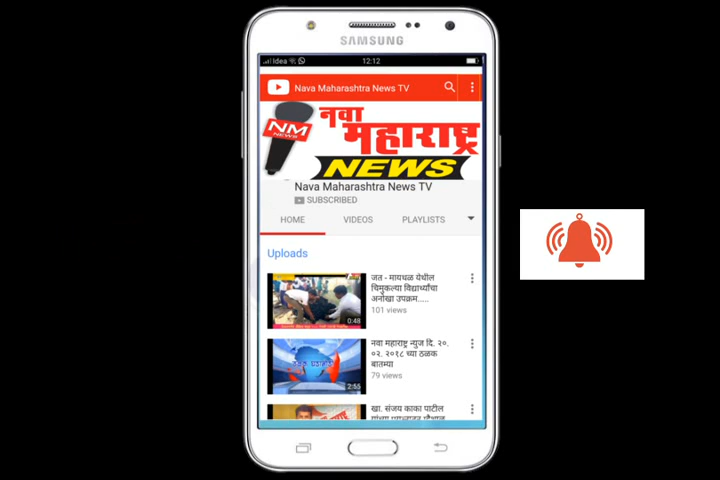 SAMSUNG
Idea 12:12
Nava Maharashtra News TV
NM
NEWS
नवा
महाराष्ट्र
NEWS
Nava Maharashtra News TV
SUBSCRIBED
HOME VIDEOS PLAYLISTS
Uploads
जत - मायथळ येथील
चिमुकल्या विद्यार्थ्यांचा
अनोखा उपक्रम.....
101 views
0:48
नवा महाराष्ट्र न्युज दि. २०.
०२. २०१८ च्या ठळक
बातम्या
79 views
2:55
खा. संजय काका पाटील